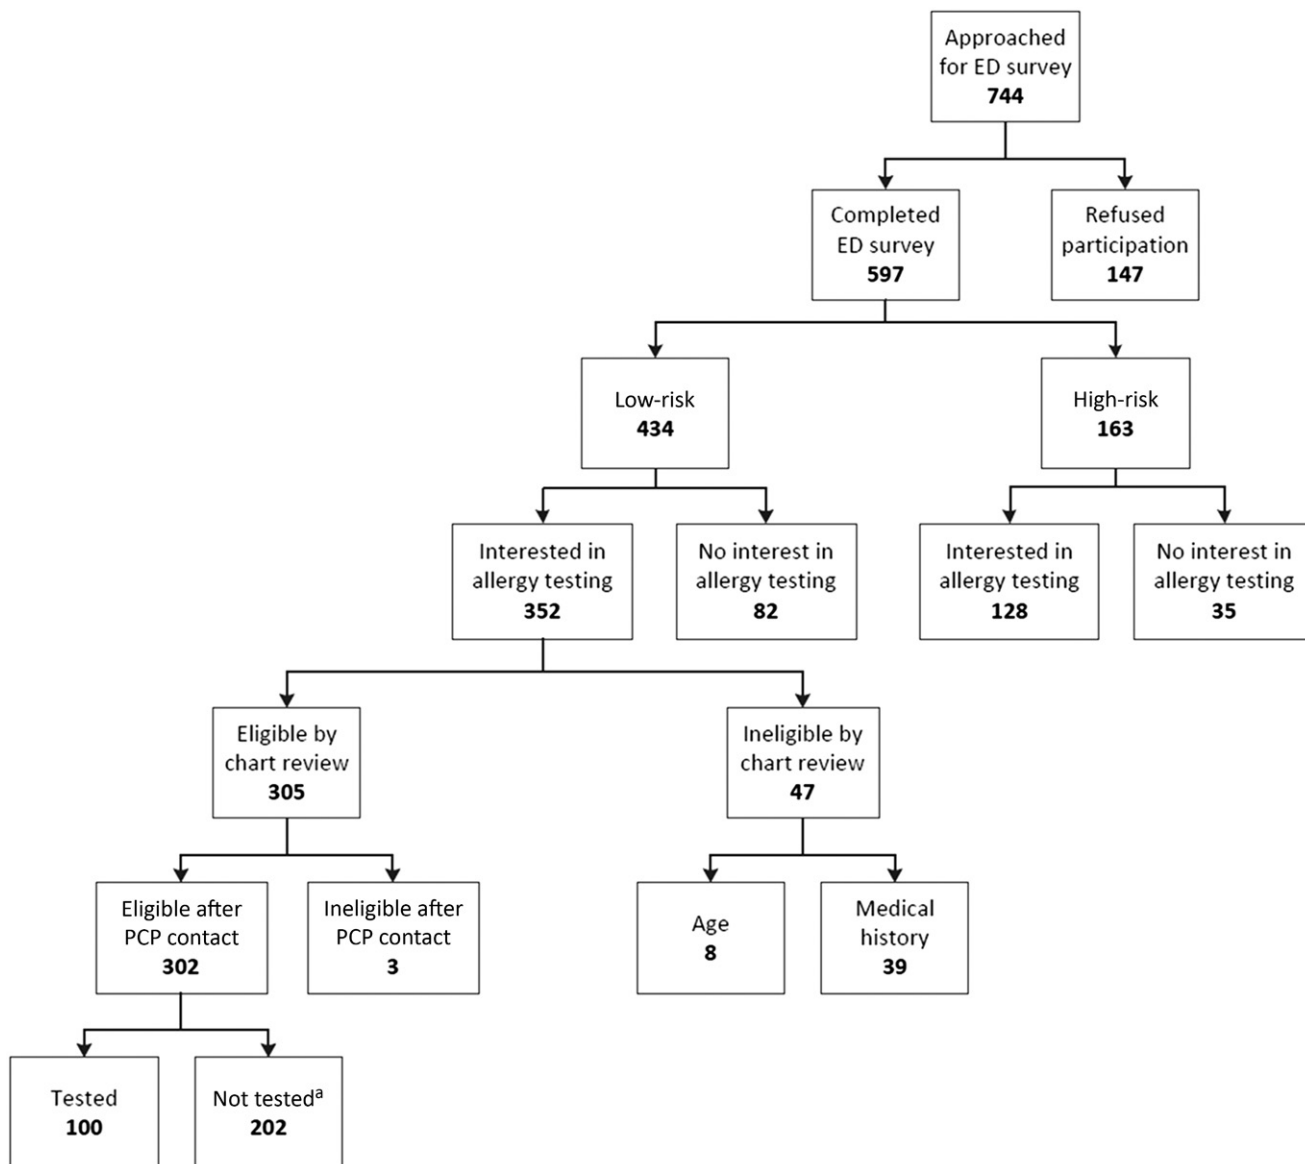 Approached
for ED survey
744
Completed
ED survey
597
Refused
participation
147
Low-risk
434
High-risk
163
Interested in
allergy testing
352
No interest in
allergy testing
82
Interested in
allergy testing
128
No interest in
allergy testing
35
Eligible by
chart review
305
Ineligible by
chart review
47
Eligible after
PCP contact
302
Ineligible after
PCP contact
3
Age
8
Medical
history
39
Tested
100
Not testedᵃ
202